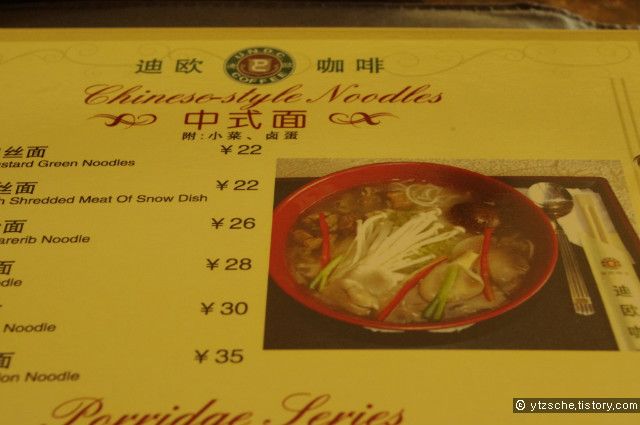 迪欧 咖啡
COFFEE
Chinese-style Noodles
中式面
附:小菜、卤蛋
丝面 ¥22
ustard Green Noodles
丝面 ¥22
h Shredded Meat Of Snow Dish
面 ¥26
arerib Noodle
面 ¥28
odle
¥30
Noodle
面 ¥35
ion Noodle
迪欧
Porridge Series
© ytzsche.tistory.com